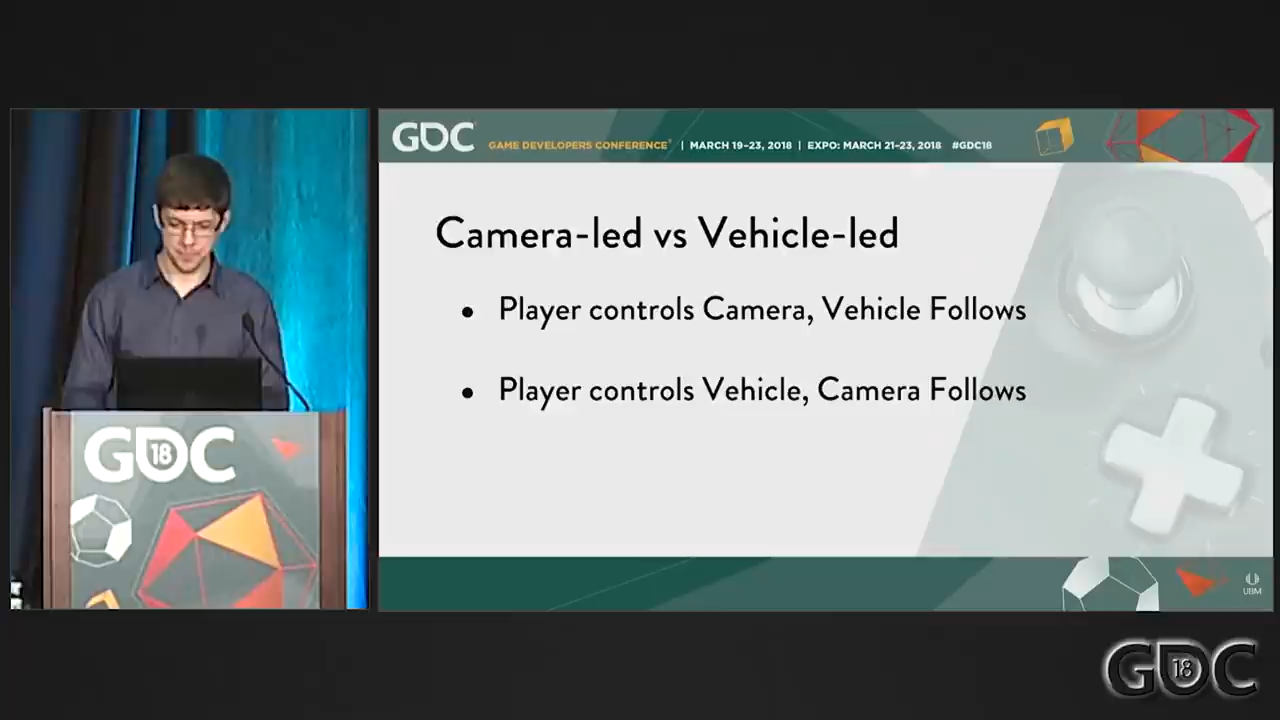 GDC
GAME DEVELOPERS CONFERENCE® | MARCH 19–23, 2018 | EXPO: MARCH 21–23, 2018 #GDC18
Camera-led vs Vehicle-led
• Player controls Camera, Vehicle Follows
• Player controls Vehicle, Camera Follows
GDC
18
UBM
GDC
18